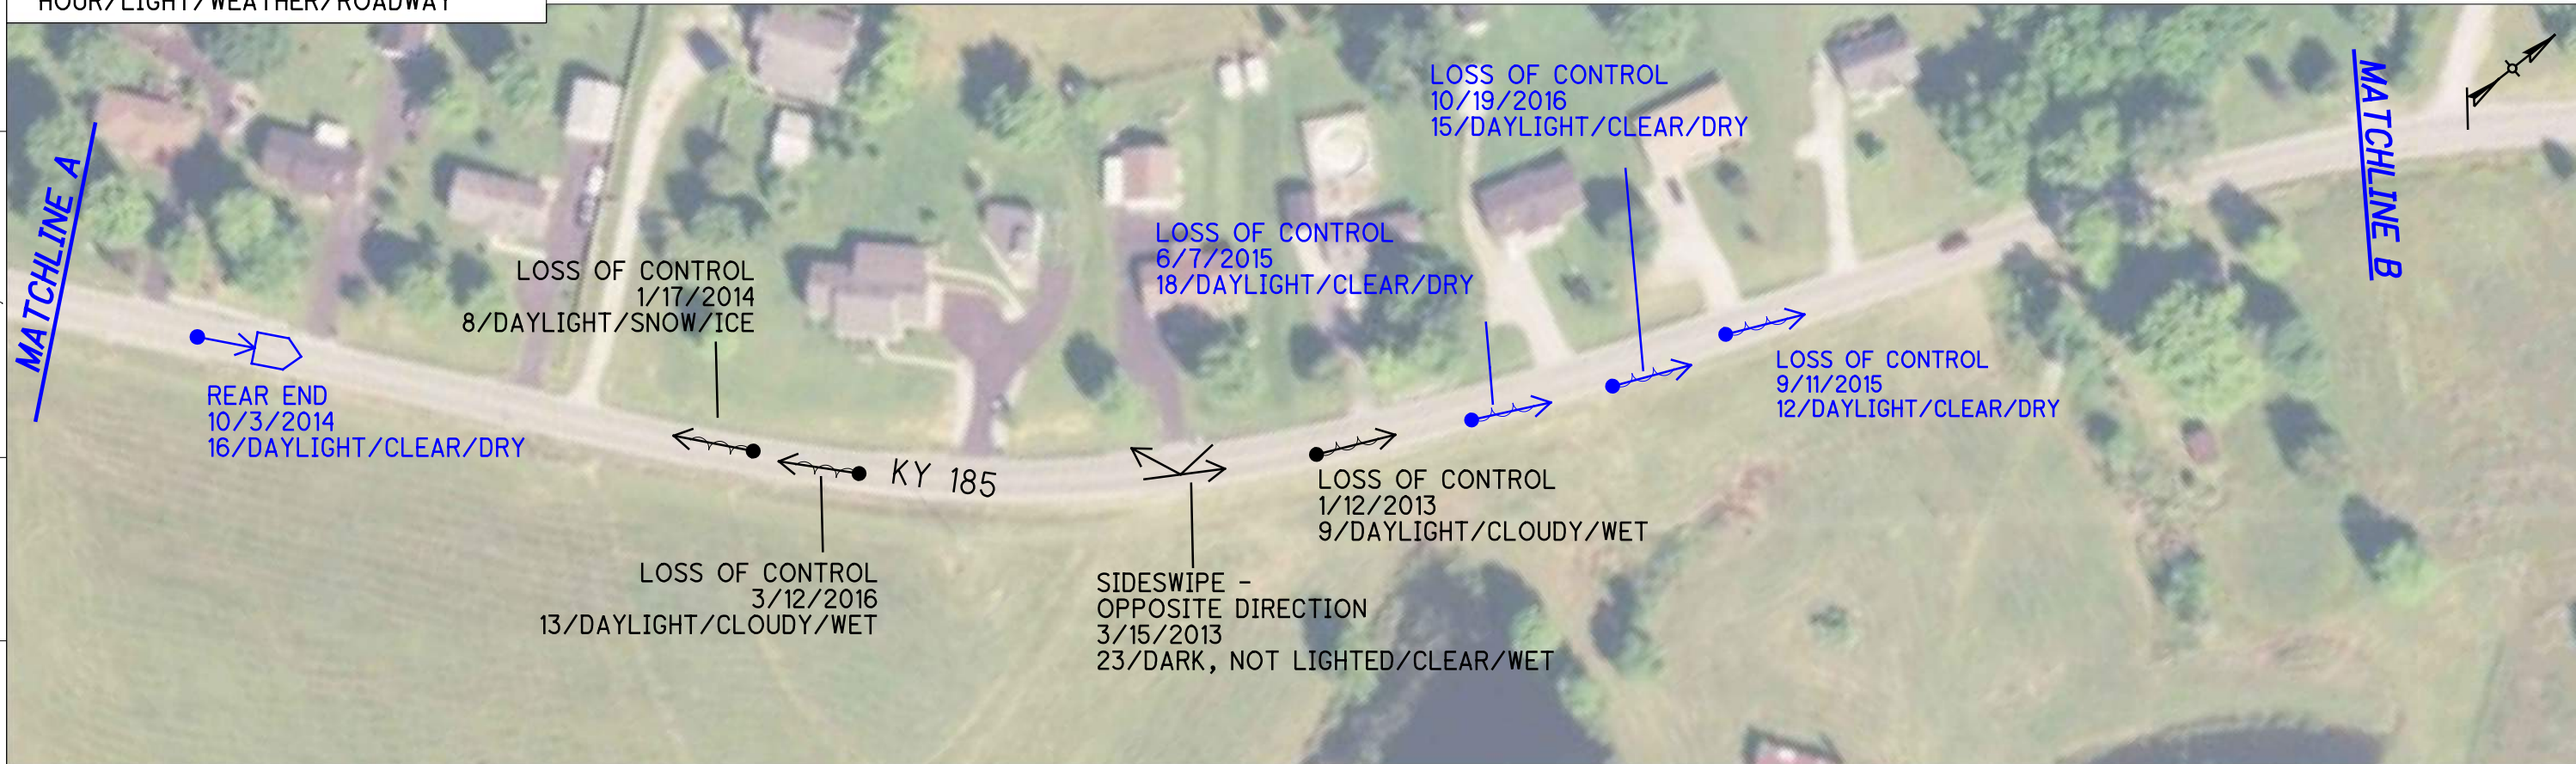 HOUR/LIGHT/WEATHER/ROADWAY
MATCHLINE A
REAR END
10/3/2014
16/DAYLIGHT/CLEAR/DRY
LOSS OF CONTROL
1/17/2014
8/DAYLIGHT/SNOW/ICE
LOSS OF CONTROL
3/12/2016
13/DAYLIGHT/CLOUDY/WET
KY 185
SIDESWIPE -
OPPOSITE DIRECTION
3/15/2013
23/DARK, NOT LIGHTED/CLEAR/WET
LOSS OF CONTROL
6/7/2015
18/DAYLIGHT/CLEAR/DRY
LOSS OF CONTROL
1/12/2013
9/DAYLIGHT/CLOUDY/WET
LOSS OF CONTROL
10/19/2016
15/DAYLIGHT/CLEAR/DRY
LOSS OF CONTROL
9/11/2015
12/DAYLIGHT/CLEAR/DRY
MATCHLINE B